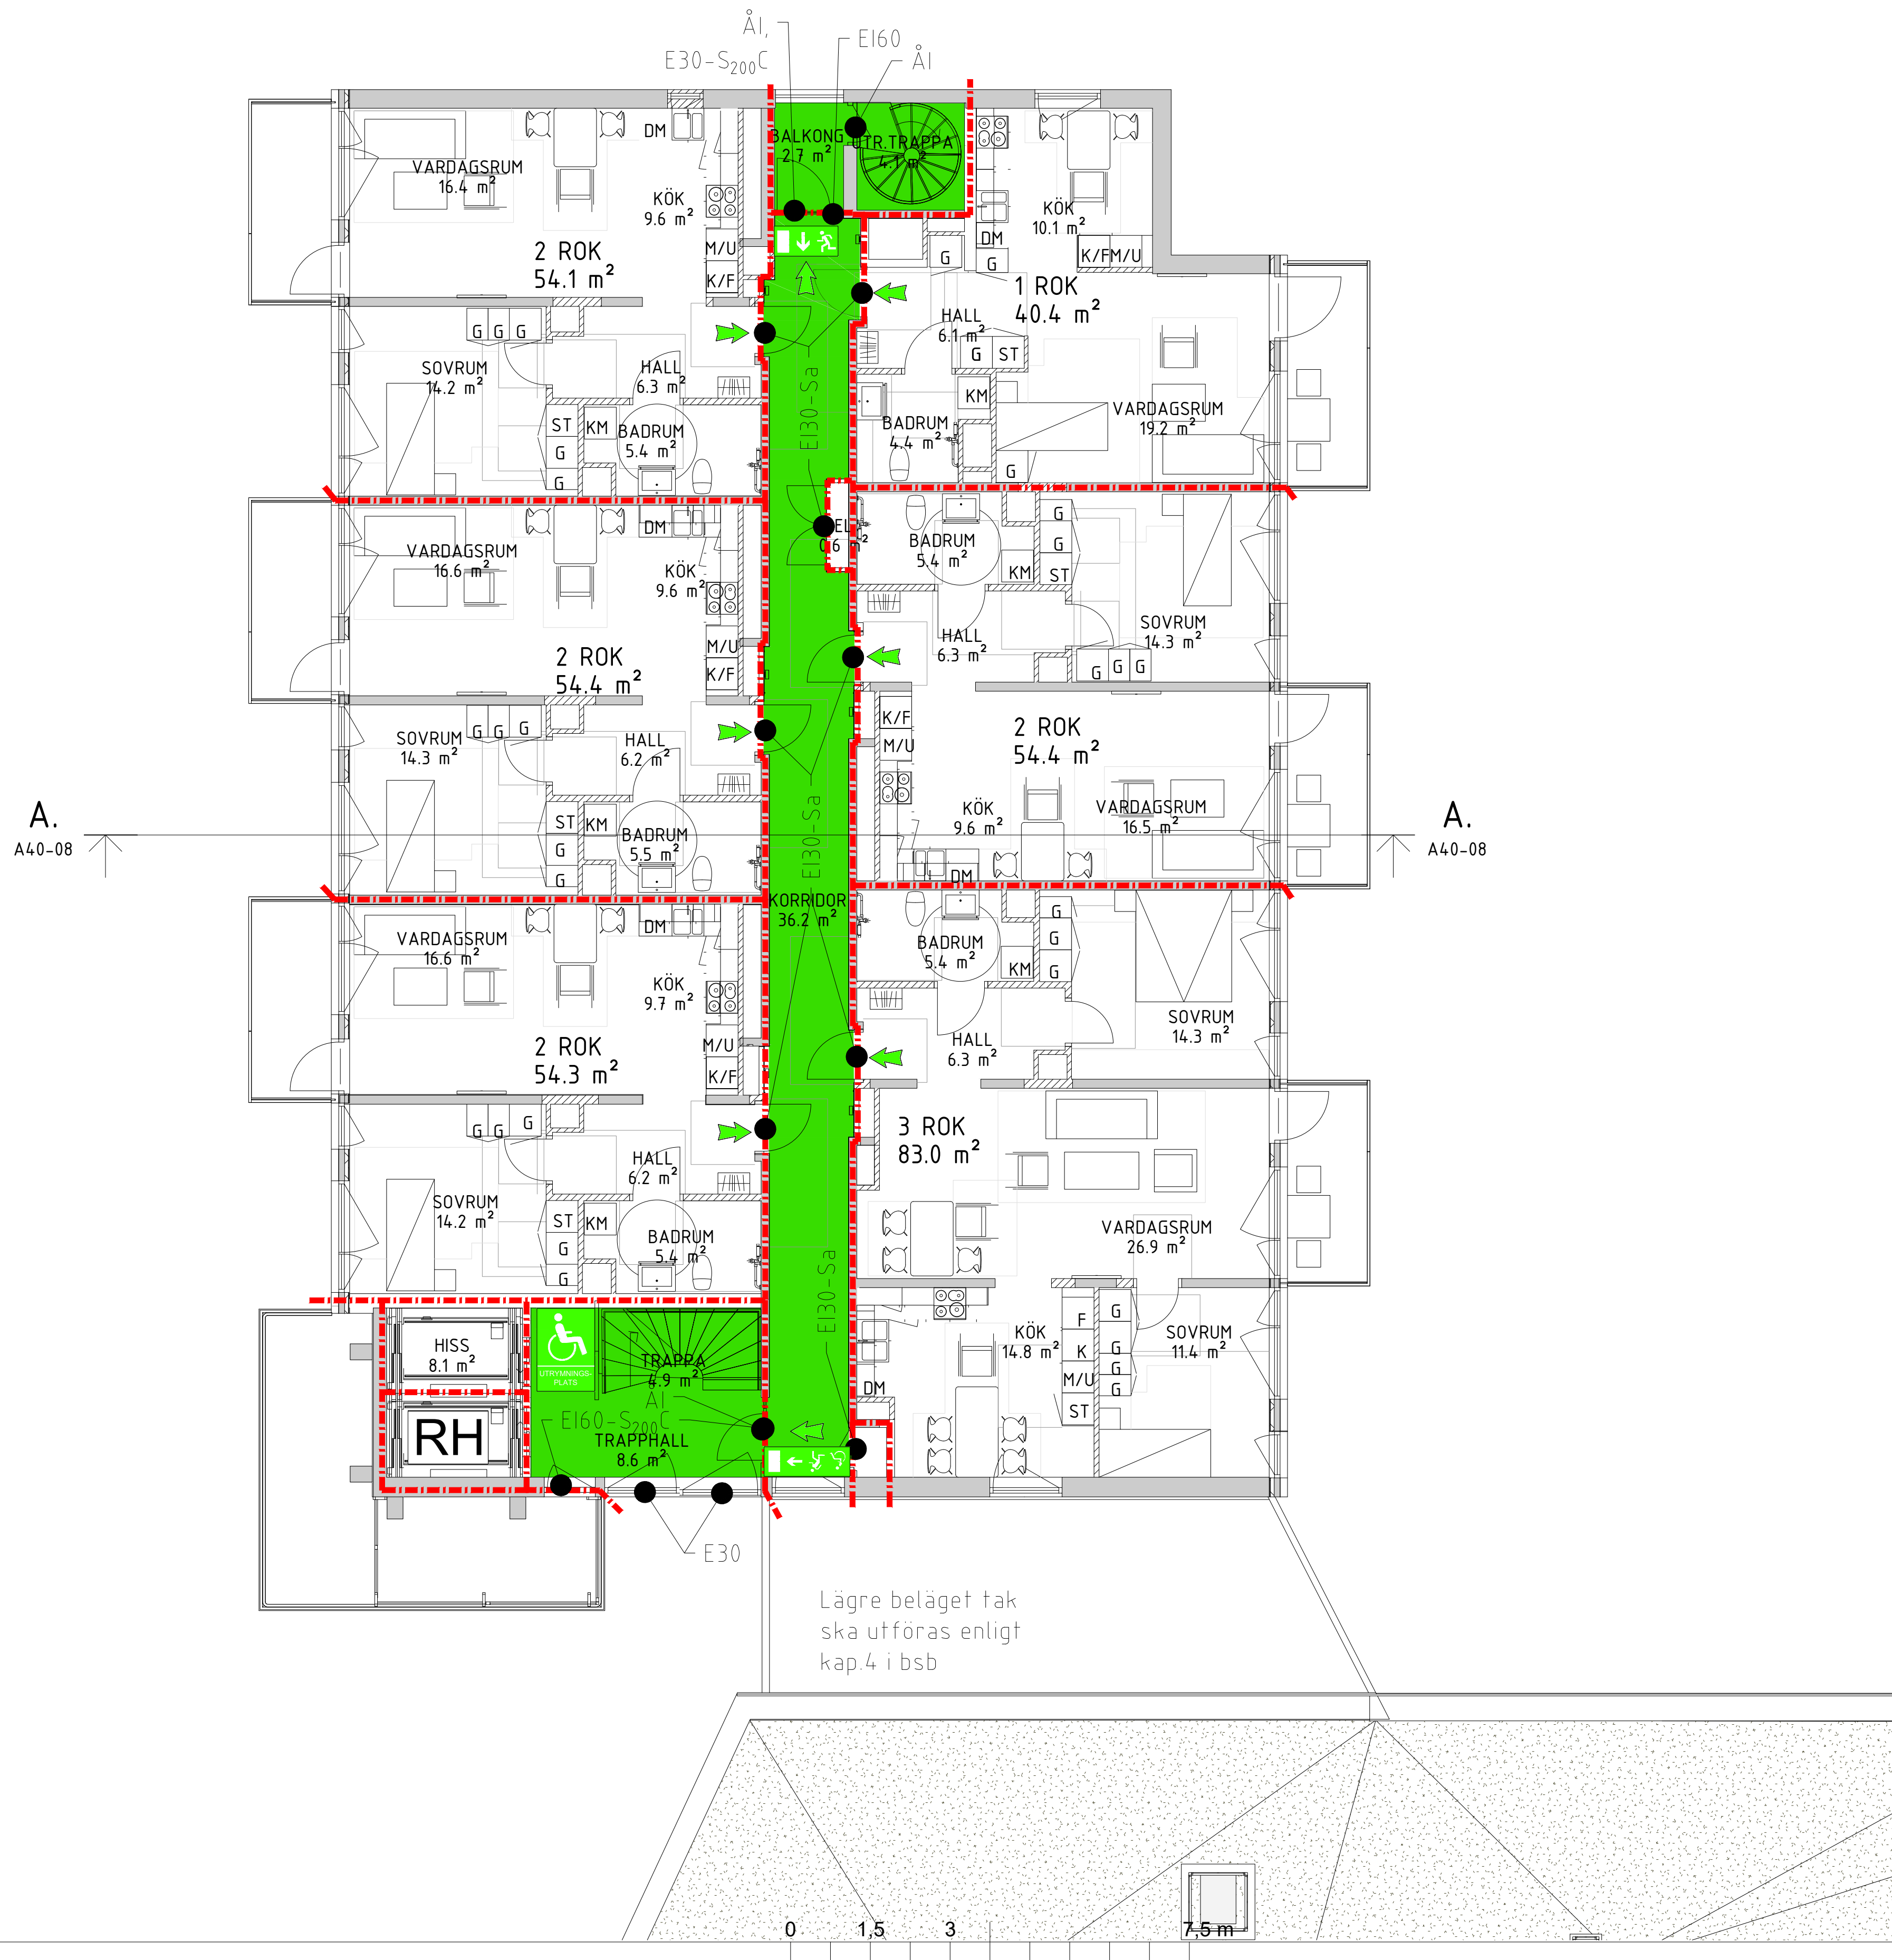 ÅI,
E30-S200C
EI60
ÅI
BALKONG
2.7 m²
UTR.TRAPPA
4.1 m²
VARDAGSRUM
16.4 m²
DM
KÖK
9.6 m²
M/U
K/F
2 ROK
54.1 m²
KÖK
10.1 m²
DM
G
G
K/F
M/U
1 ROK
40.4 m²
HALL
6.1 m²
G
ST
KM
BADRUM
4.4 m²
G
VARDAGSRUM
19.2 m²
G
G
G
SOVRUM
14.2 m²
HALL
6.3 m²
ST
G
G
KM
BADRUM
5.4 m²
EI30-Sa
VARDAGSRUM
16.6 m²
DM
KÖK
9.6 m²
M/U
K/F
2 ROK
54.4 m²
0.6 m²
BADRUM
5.4 m²
KM
G
G
ST
HALL
6.3 m²
SOVRUM
14.3 m²
G
G
G
G
G
G
SOVRUM
14.3 m²
HALL
6.2 m²
ST
G
G
KM
BADRUM
5.5 m²
EI30-Sa
K/F
M/U
2 ROK
54.4 m²
KÖK
9.6 m²
VARDAGSRUM
16.5 m²
DM
A.
A40-08
A.
A40-08
KORRIDOR
36.2 m²
VARDAGSRUM
16.6 m²
DM
KÖK
9.7 m²
M/U
K/F
2 ROK
54.3 m²
BADRUM
5.4 m²
KM
G
G
G
HALL
6.3 m²
SOVRUM
14.3 m²
3 ROK
83.0 m²
G
G
G
HALL
6.2 m²
SOVRUM
14.2 m²
ST
G
G
KM
BADRUM
5.4 m²
EI30-Sa
VARDAGSRUM
26.9 m²
KÖK
14.8 m²
DM
F
K
M/U
ST
G
G
G
G
SOVRUM
11.4 m²
HISS
8.1 m²
RH
UTRYMNINGS-
PLATS
TRAPPA
4.9 m²
ÅI
EI60-S200C
TRAPPHALL
8.6 m²
E30
Lägre beläget tak
ska utföras enligt
kap.4 i bsb
0 1,5 3 7,5 m